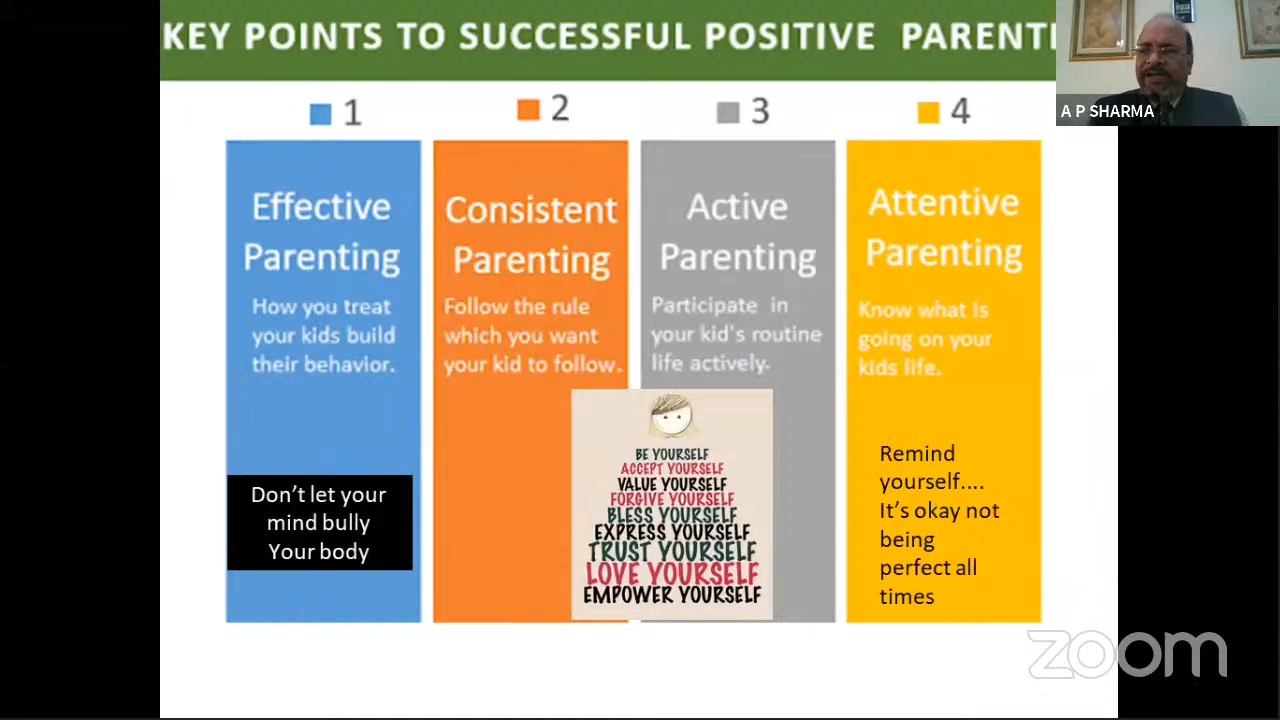 KEY POINTS TO SUCCESSFUL POSITIVE PARENTI
A P SHARMA
1
2
3
4
Effective
Parenting
How you treat
your kids build
their behavior.
Don't let your
mind bully
Your body
Consistent
Parenting
Follow the rule
which you want
your kid to follow.
Active
Parenting
Participate in
your kid's routine
life actively.
BE YOURSELF
ACCEPT YOURSELF
VALUE YOURSELF
FORGIVE YOURSELF
BLESS YOURSELF
EXPRESS YOURSELF
TRUST YOURSELF
LOVE YOURSELF
EMPOWER YOURSELF
Attentive
Parenting
Know what is
going on your
kids life.
Remind
yourself....
It's okay not
being
perfect all
times
zoom